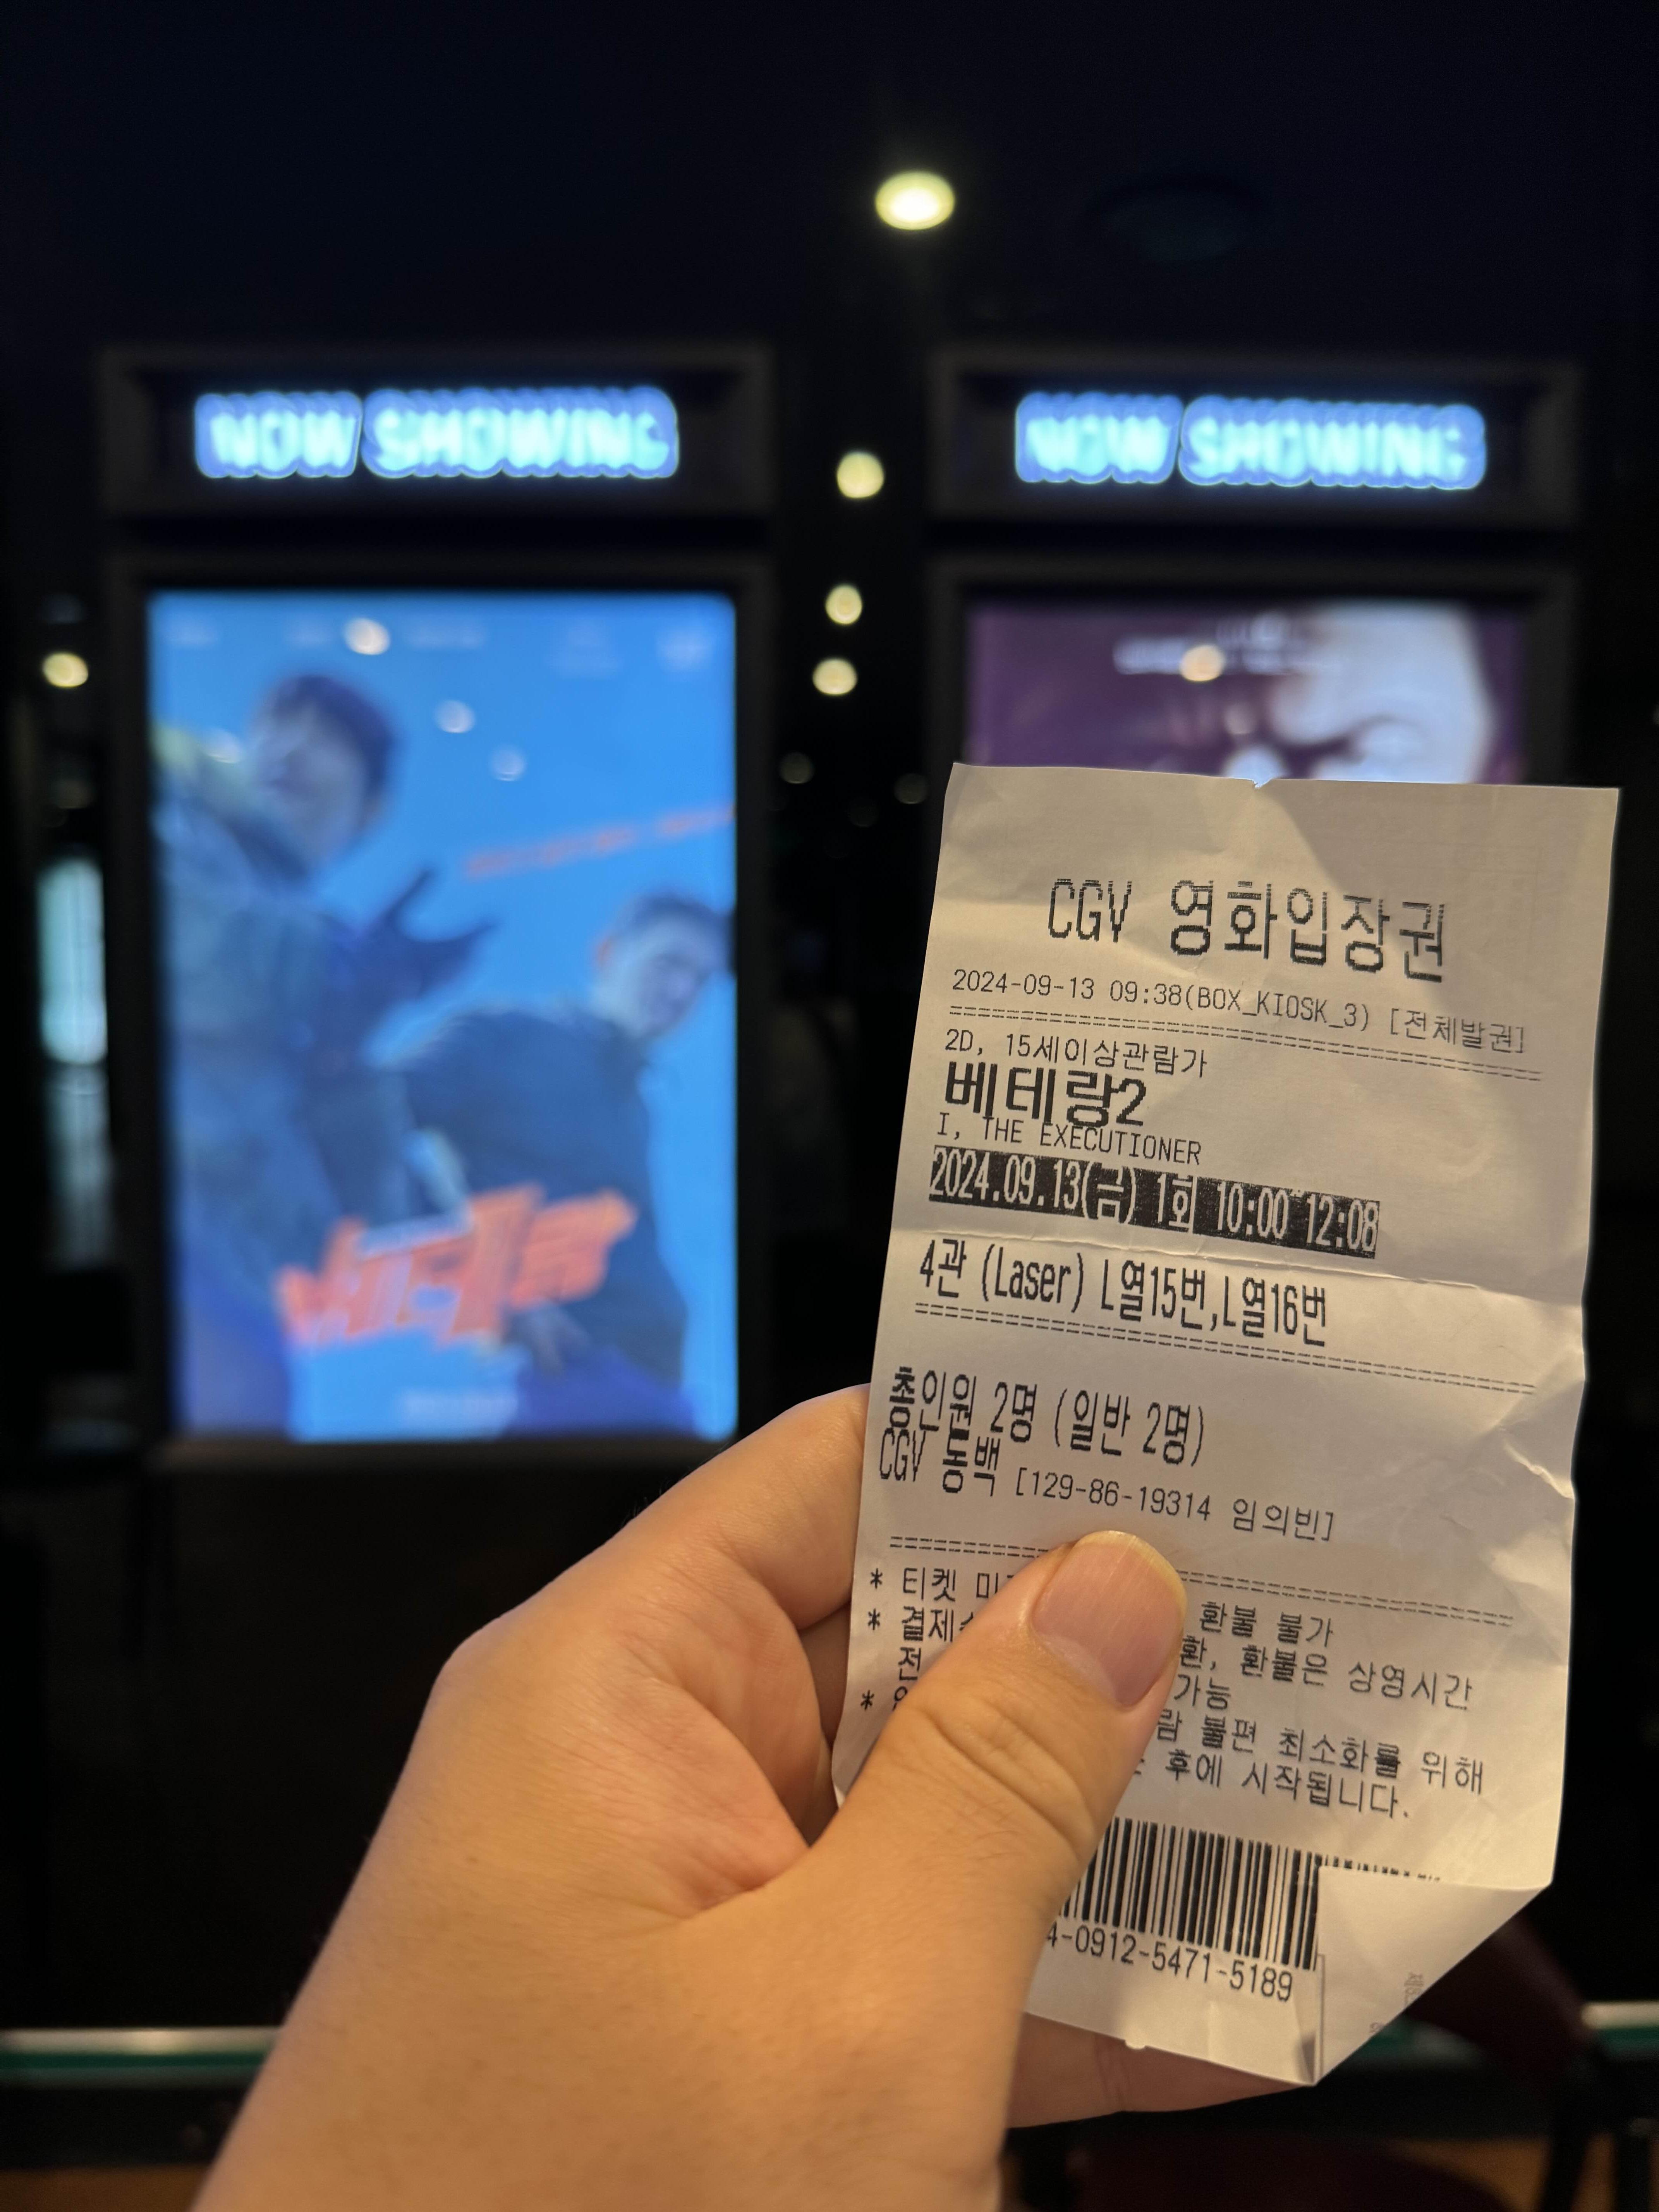 NOW SHOWING
NOW SHOWING
베테랑
CGV 영화입장권
2024-09-13 09:38(BOX_KIOSK_3) [전체발권]
2D, 15세이상관람가
베테랑2
I, THE EXECUTIONER
2024.09.13(금) 1회 10:00~12:08
4관 (Laser) L열15번,L열16번
총인원 2명 (일반 2명)
CGV 동백 [129-86-19314 임의빈]
* 티켓 환불 불가
* 환불은 상영시간
전 가능
* 불편 최소화를 위해
후에 시작됩니다.
4-0912-5471-5189